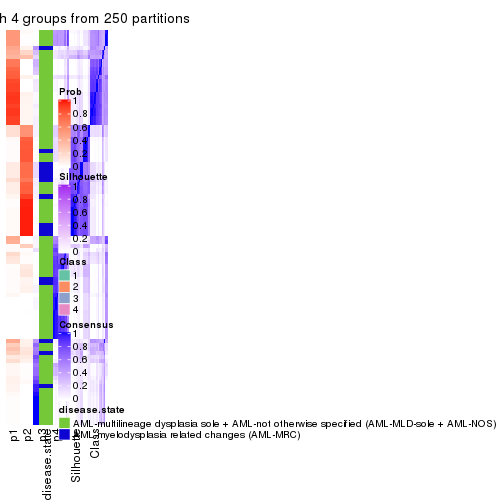 h 4 groups from 250 partitions
Prob
1
0.8
0.6
0.4
0.2
0
Silhouette
1
0.8
0.6
0.4
0.2
0
Class
1
2
3
4
Consensus
1
0.8
0.6
0.4
0.2
0
disease.state
AML-multilineage dysplasia sole + AML-not otherwise specified (AML-MLD-sole + AML-NOS)
AML-myelodysplasia related changes (AML-MRC)
p1
p2
p3
disease.state
p4
Silhouette
Class